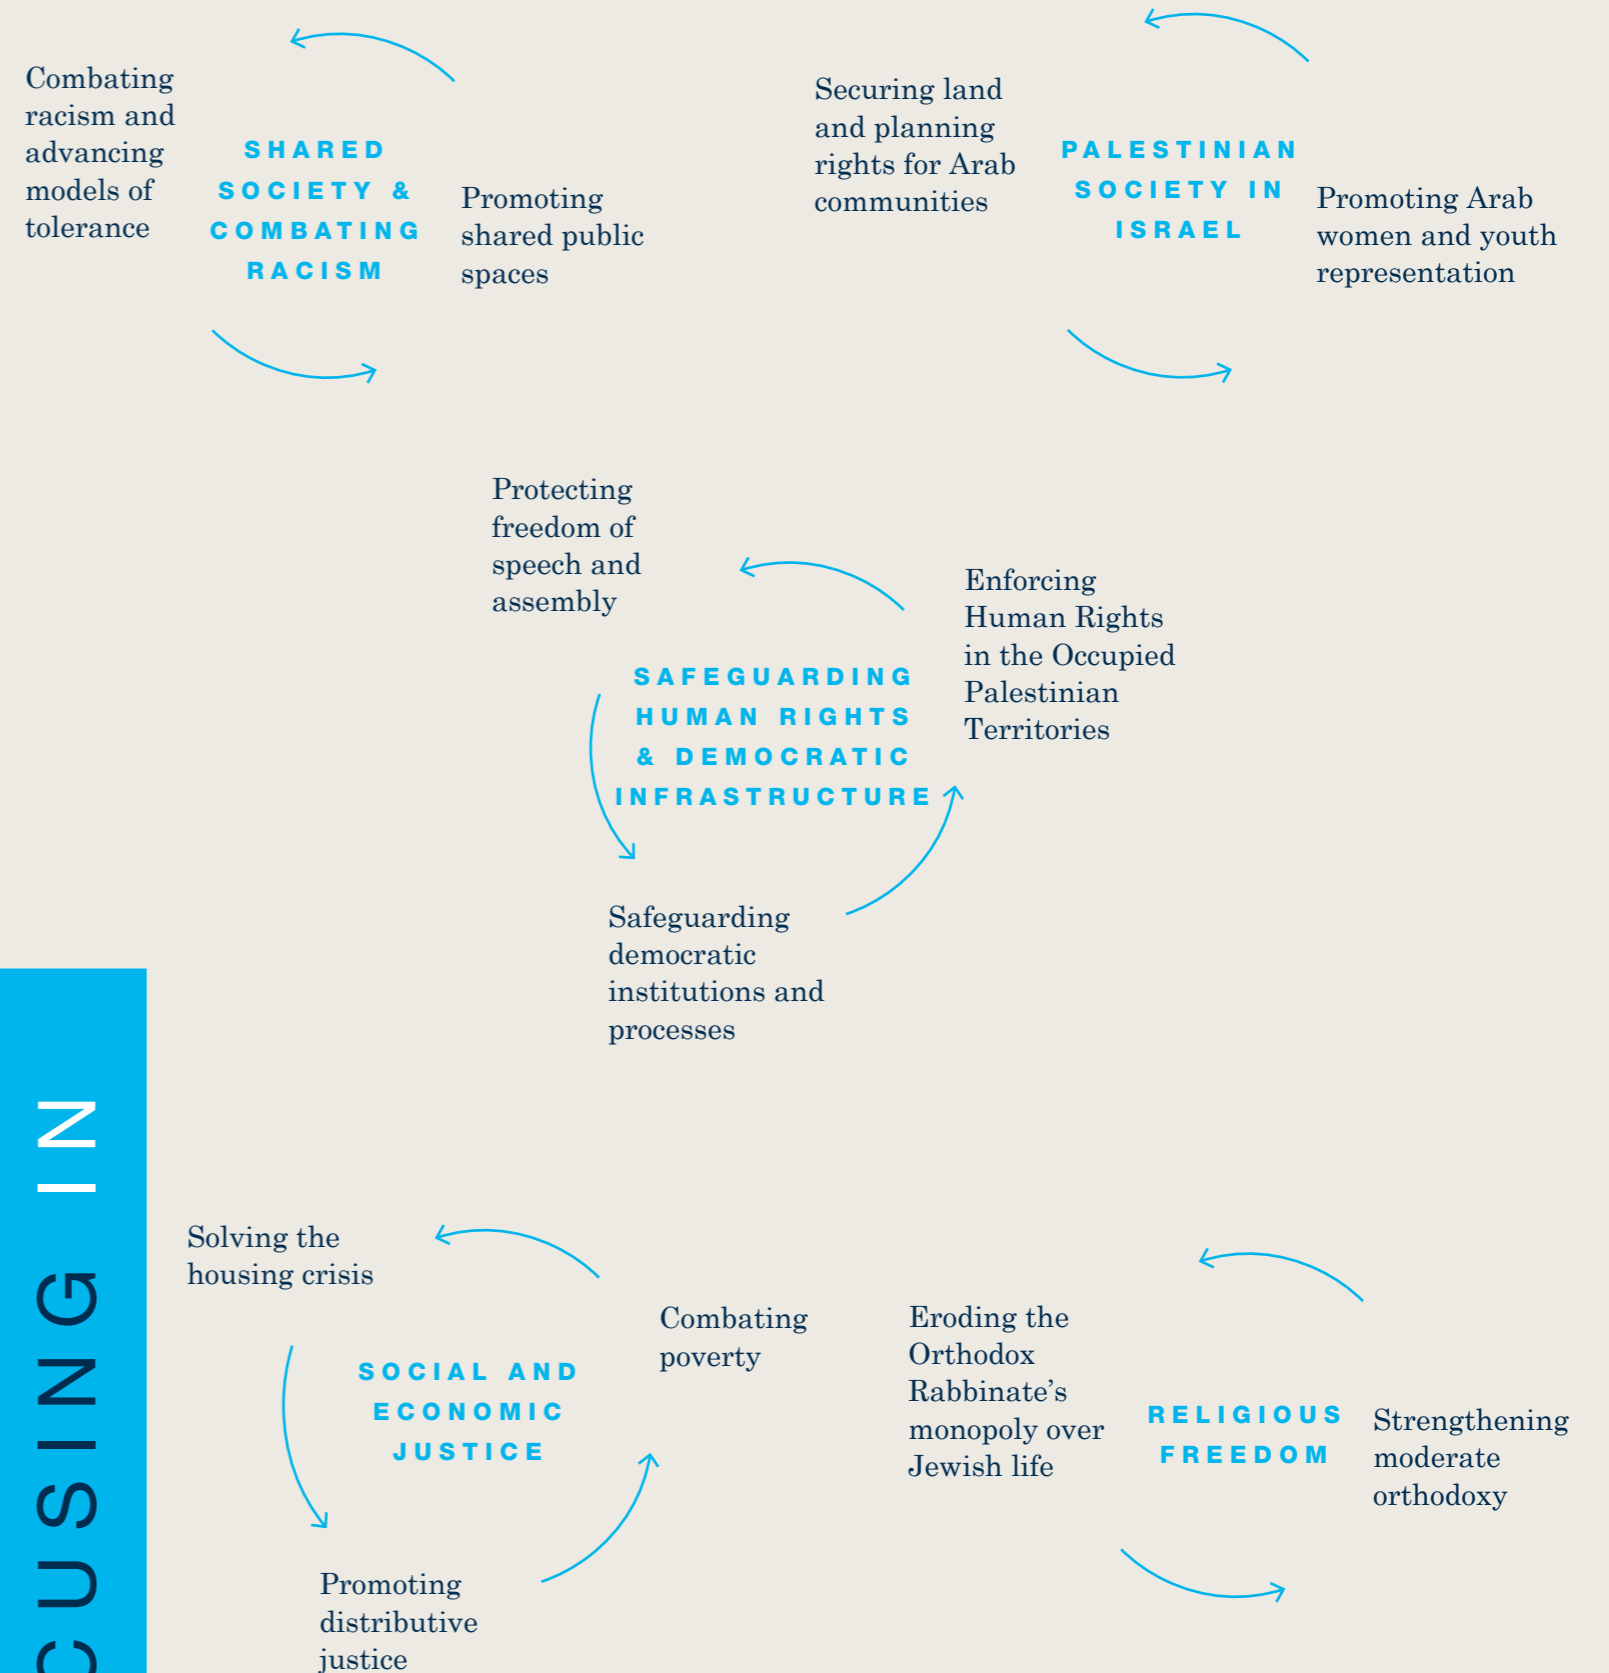 Combating
racism and
advancing
models of
tolerance
SHARED
SOCIETY &
COMBATING
RACISM
Promoting
shared public
spaces
Securing land
and planning
rights for Arab
communities
PALESTINIAN
SOCIETY IN
ISRAEL
Promoting Arab
women and youth
representation
Protecting
freedom of
speech and
assembly
SAFEGUARDING
HUMAN RIGHTS
& DEMOCRATIC
INFRASTRUCTURE
Enforcing
Human Rights
in the Occupied
Palestinian
Territories
Safeguarding
democratic
institutions and
processes
Solving the
housing crisis
SOCIAL AND
ECONOMIC
JUSTICE
Combating
poverty
Promoting
distributive
justice
Eroding the
Orthodox
Rabbinate’s
monopoly over
Jewish life
RELIGIOUS
FREEDOM
Strengthening
moderate
orthodoxy
CUSING IN